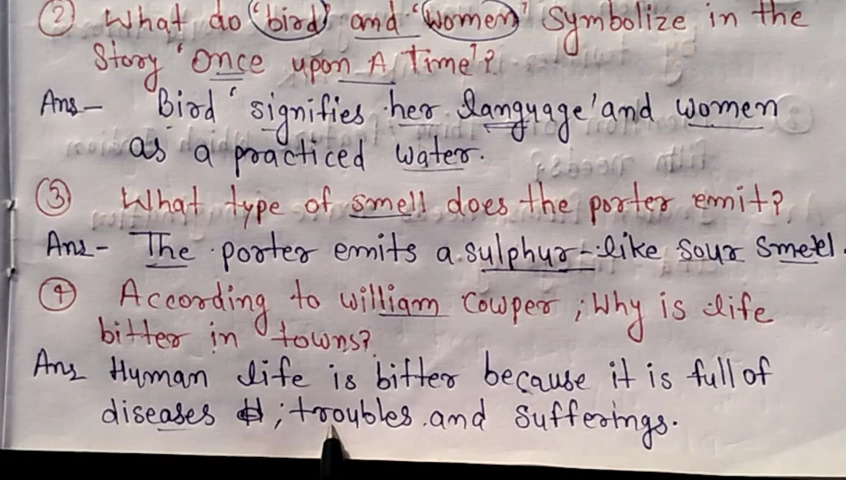 ② What do 'bird' and 'women' symbolize in the
Story 'Once upon A Time'?
Ans- Bird 'signifies her language' and women
as a practiced water.
③ What type of smell does the porter emit?
Ans- The porter emits a sulphur-like sour smell.
④ According to william Cowper ; Why is life
bitter in towns?
Ans Human life is bitter because it is full of
diseases ; troubles and sufferings.